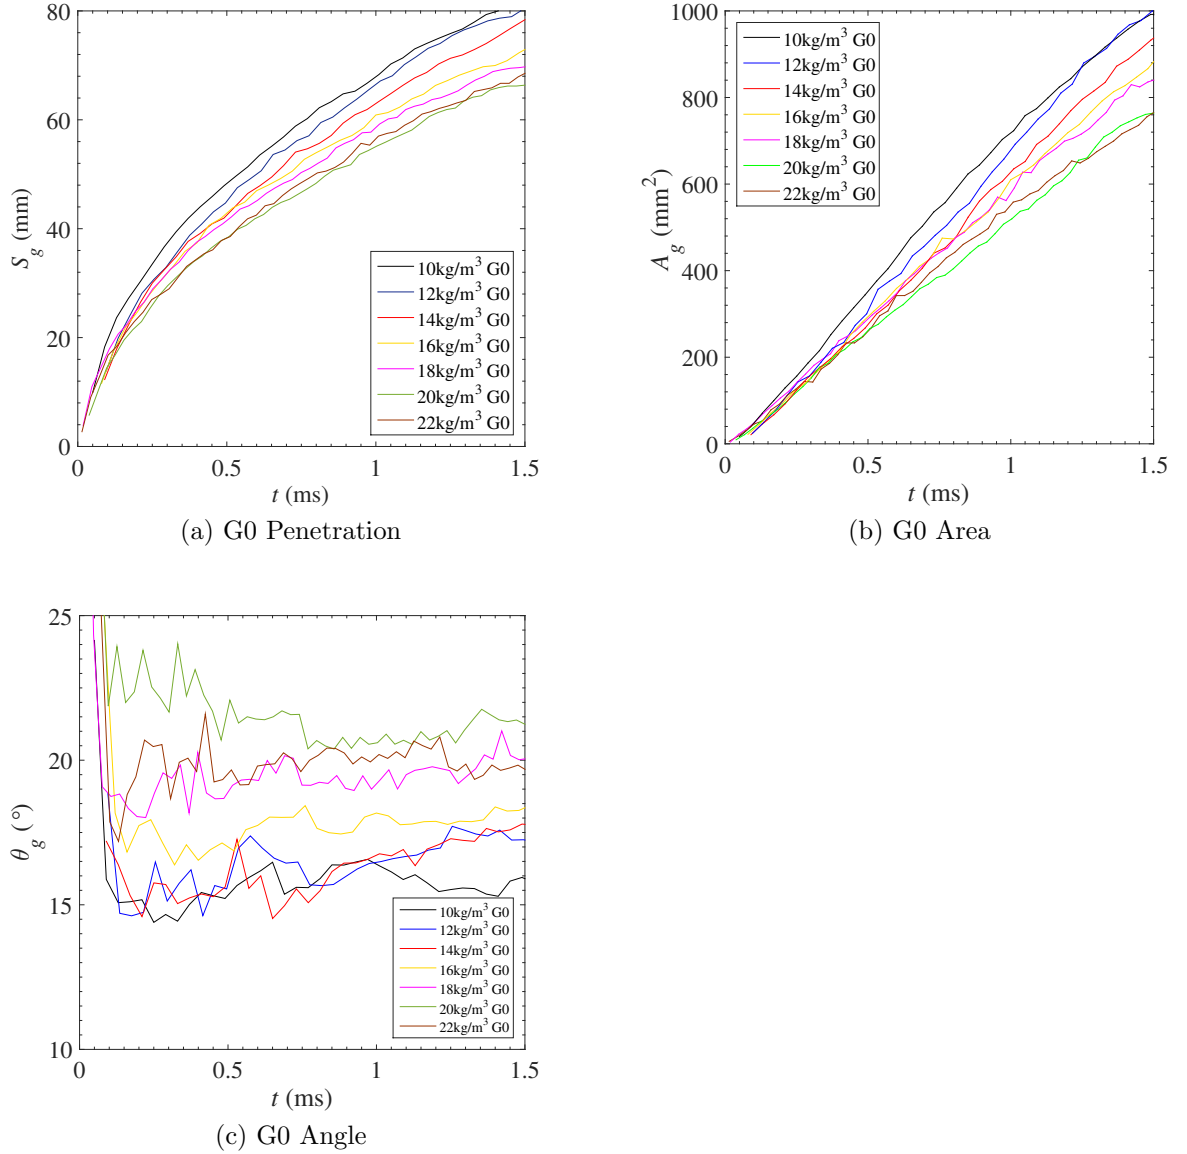 80
60
40
20
0
S_g (mm)
10kg/m³ G0
12kg/m³ G0
14kg/m³ G0
16kg/m³ G0
18kg/m³ G0
20kg/m³ G0
22kg/m³ G0
0 0.5 1 1.5
t (ms)
(a) G0 Penetration
1000
800
600
400
200
0
A_g (mm²)
10kg/m³ G0
12kg/m³ G0
14kg/m³ G0
16kg/m³ G0
18kg/m³ G0
20kg/m³ G0
22kg/m³ G0
0 0.5 1 1.5
t (ms)
(b) G0 Area
25
20
15
10
θ_g (°)
10kg/m³ G0
12kg/m³ G0
14kg/m³ G0
16kg/m³ G0
18kg/m³ G0
20kg/m³ G0
22kg/m³ G0
0 0.5 1 1.5
t (ms)
(c) G0 Angle